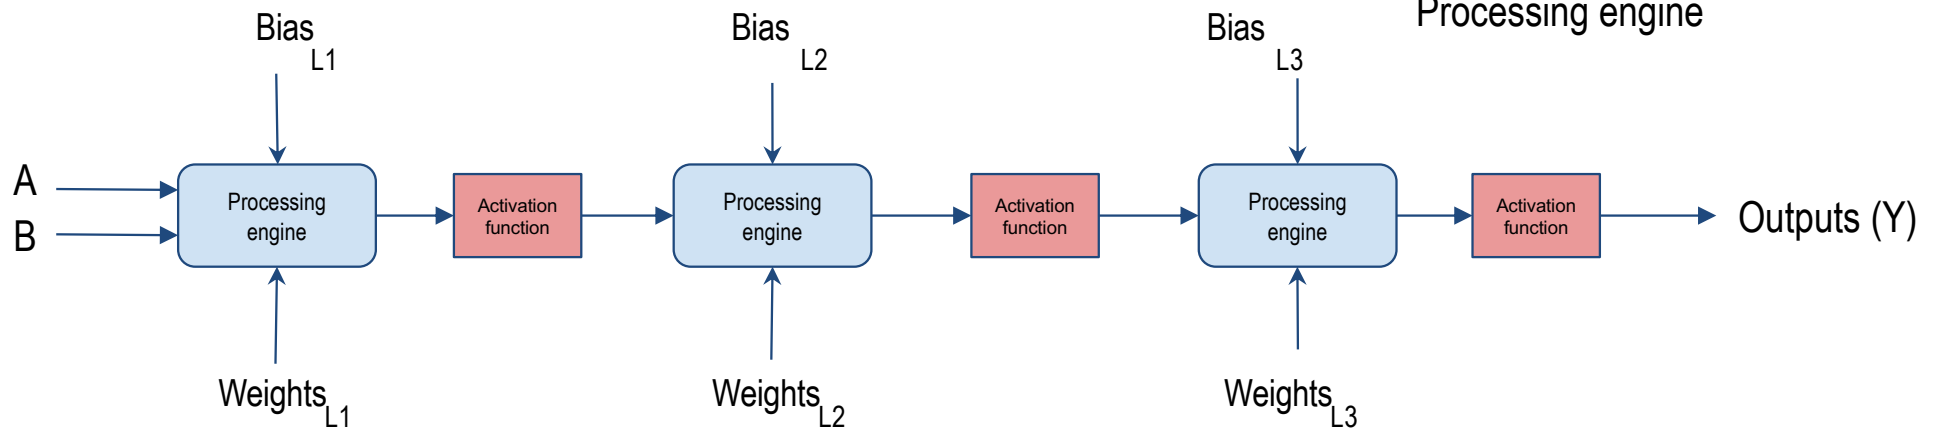 Processing engine
Bias L1
Bias L2
Bias L3
A
B
Processing
engine
Activation
function
Processing
engine
Activation
function
Processing
engine
Activation
function
Outputs (Y)
Weights L1
Weights L2
Weights L3